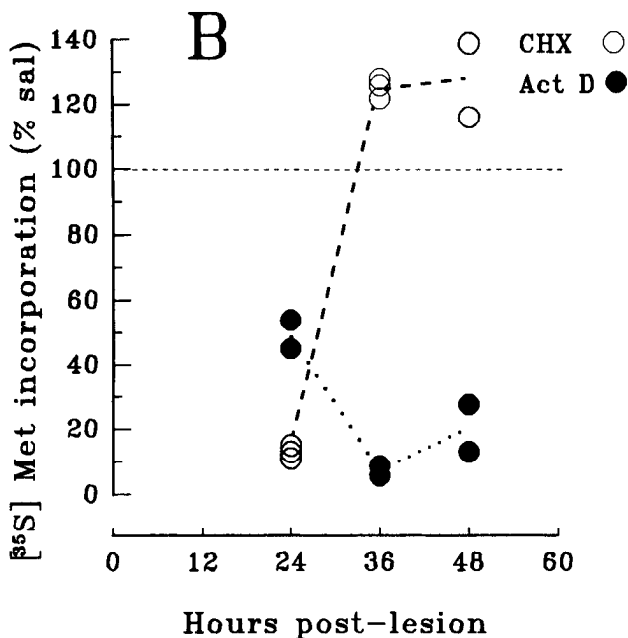 B
CHX
Act D
[35S] Met incorporation (% sal)
140
120
100
80
60
40
20
0
0 12 24 36 48 60
Hours post-lesion